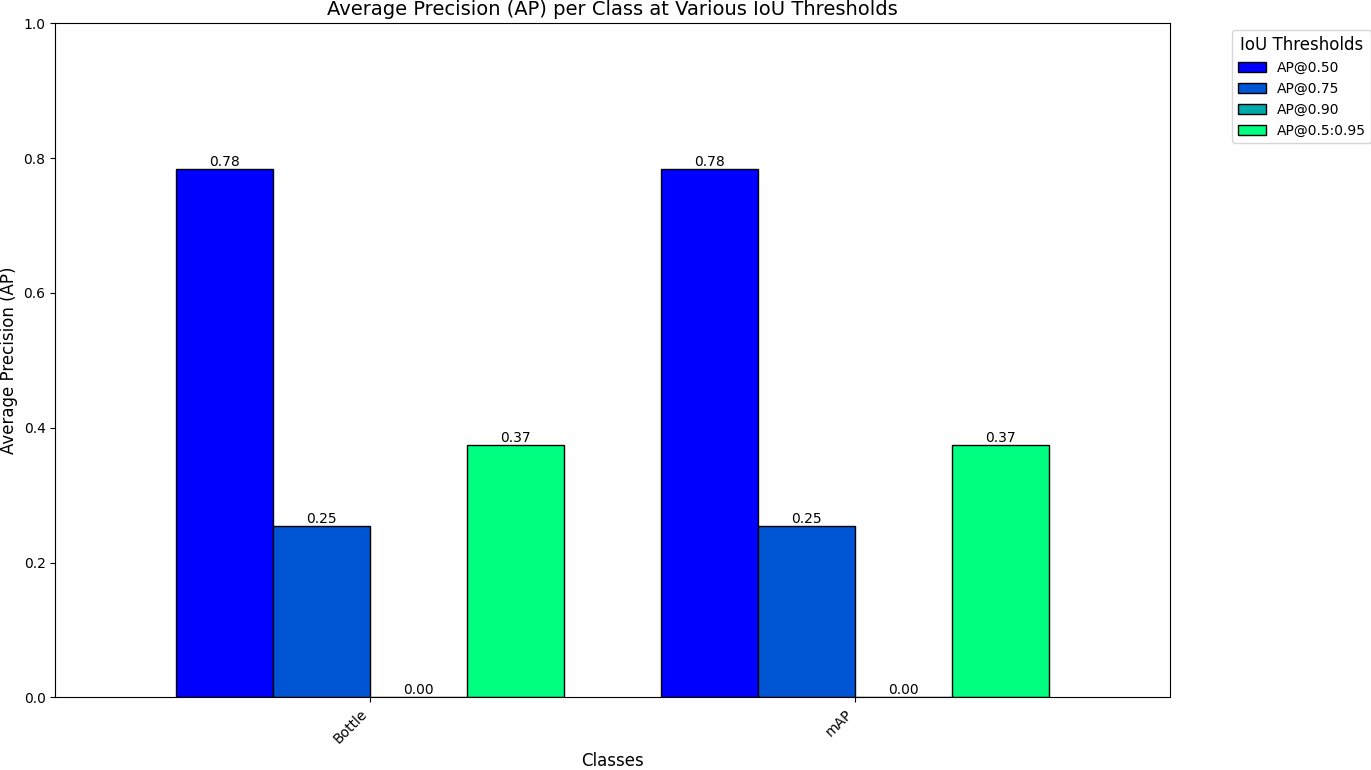 Average Precision (AP) per Class at Various IoU Thresholds
Average Precision (AP)
1.0
0.8
0.6
0.4
0.2
0.0
0.78
0.25
0.00
0.37
0.78
0.25
0.00
0.37
Bottle
mAP
Classes
IoU Thresholds
AP@0.50
AP@0.75
AP@0.90
AP@0.5:0.95